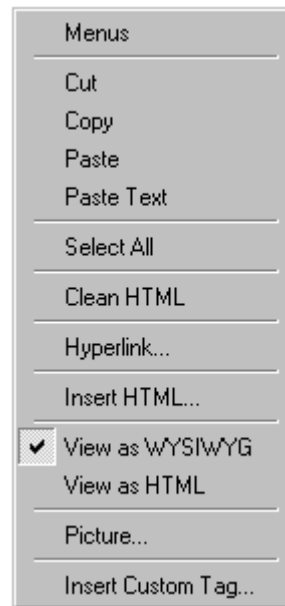 Menus
Cut
Copy
Paste
Paste Text
Select All
Clean HTML
Hyperlink...
Insert HTML...
View as WYSIWYG
View as HTML
Picture...
Insert Custom Tag...